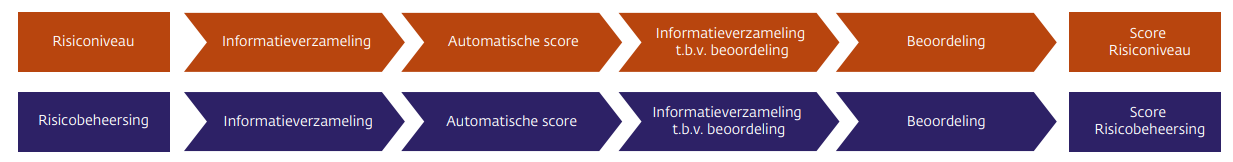 Risiconiveau
Informatieverzameling
Automatische score
Informatieverzameling
t.b.v. beoordeling
Beoordeling
Score
Risiconiveau
Risicobeheersing
Informatieverzameling
Automatische score
Informatieverzameling
t.b.v. beoordeling
Beoordeling
Score
Risicobeheersing